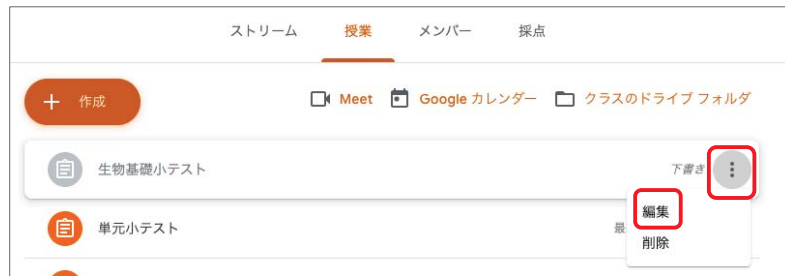 ストリーム 授業 メンバー 採点
+ 作成 Meet Google カレンダー クラスのドライブ フォルダ
生物基礎小テスト 下書き
編集
単元小テスト 最
削除